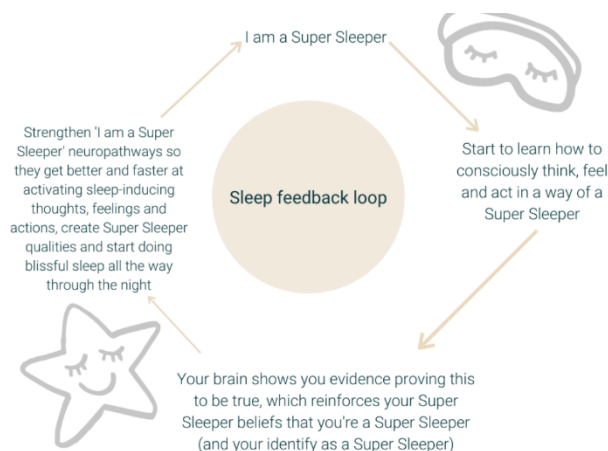 I am a Super Sleeper
Start to learn how to
consciously think, feel
and act in a way of a
Super Sleeper
Your brain shows you evidence proving this
to be true, which reinforces your Super
Sleeper beliefs that you're a Super Sleeper
(and your identify as a Super Sleeper)
Strengthen 'I am a Super
Sleeper' neuropathways so
they get better and faster at
activating sleep-inducing
thoughts, feelings and
actions, create Super Sleeper
qualities and start doing
blissful sleep all the way
through the night
Sleep feedback loop